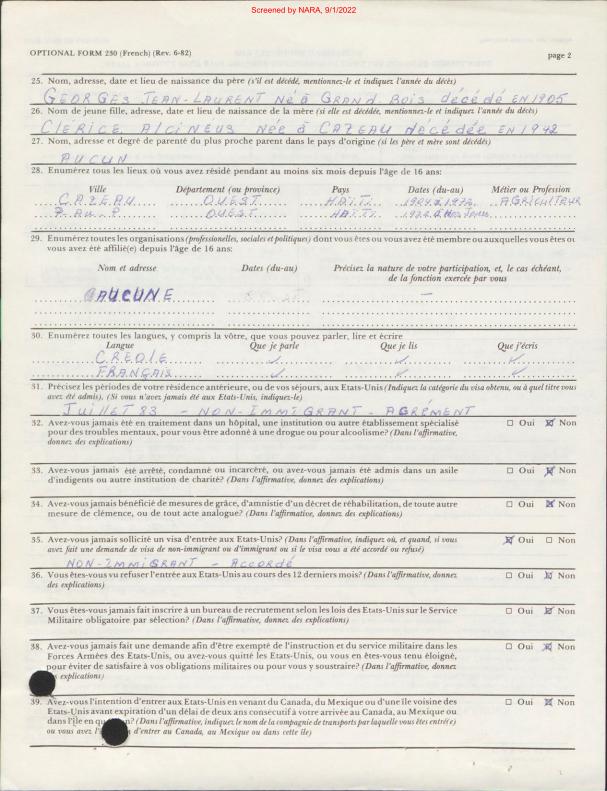 Screened by NARA, 9/1/2022
OPTIONAL FORM 230 (French) (Rev. 6-82)
page 2
25. Nom, adresse, date et lieu de naissance du père (s'il est décédé, mentionnez-le et indiquez l'année du décès)
GEORGES JEAN-LAURENT Né à GRAND Bois décédé EN 1905
26. Nom de jeune fille, adresse, date et lieu de naissance de la mère (si elle est décédée, mentionnez-le et indiquez l'année du décès)
CLERICE ALCINEUS Née à CAZEAU décédée EN 1942
27. Nom, adresse et degré de parenté du plus proche parent dans le pays d'origine (si les père et mère sont décédés)
AUCUN
28. Enumérez tous les lieux où vous avez résidé pendant au moins six mois depuis l'âge de 16 ans:
Ville Département (ou province) Pays Dates (du-au) Métier ou Profession
CAZEAU OUEST HAITI 1904 à 1972 AGRICULTEUR
P. au. P OUEST HAITI 1972 à
29. Enumérez toutes les organisations (professionelles, sociales et politiques) dont vous êtes ou vous avez été membre ou auxquelles vous êtes ou
vous avez été affilié(e) depuis l'âge de 16 ans:
Nom et adresse Dates (du-au) Précisez la nature de votre participation, et, le cas échéant,
de la fonction exercée par vous
AUCUNE —
30. Enumérez toutes les langues, y compris la vôtre, que vous pouvez parler, lire et écrire
Langue Que je parle Que je lis Que j'écris
CREOLE ✓ ✓ ✓
FRANÇAIS ✓ ✓ ✓
31. Précisez les périodes de votre résidence antérieure, ou de vos séjours, aux Etats-Unis (Indiquez la catégorie du visa obtenu, ou à quel titre vous
avez été admis), (Si vous n'avez jamais été aux Etats-Unis, indiquez-le)
JUILLET 83 - NON-IMMIGRANT - AGRÉMENT
32. Avez-vous jamais été en traitement dans un hôpital, une institution ou autre établissement spécialisé □ Oui ☒ Non
pour des troubles mentaux, pour vous être adonné à une drogue ou pour alcoolisme? (Dans l'affirmative,
donnez des explications)
33. Avez-vous jamais été arrêté, condamné ou incarcéré, ou avez-vous jamais été admis dans un asile □ Oui ☒ Non
d'indigents ou autre institution de charité? (Dans l'affirmative, donnez des explications)
34. Avez-vous jamais bénéficié de mesures de grâce, d'amnistie d'un décret de réhabilitation, de toute autre □ Oui ☒ Non
mesure de clémence, ou de tout acte analogue? (Dans l'affirmative, donnez des explications)
35. Avez-vous jamais sollicité un visa d'entrée aux Etats-Unis? (Dans l'affirmative, indiquez où, et quand, si vous ☒ Oui □ Non
avez fait une demande de visa de non-immigrant ou d'immigrant ou si le visa vous a été accordé ou refusé)
NON-IMMIGRANT - Accordé
36. Vous êtes-vous vu refuser l'entrée aux Etats-Unis au cours des 12 derniers mois? (Dans l'affirmative, donnez □ Oui ☒ Non
des explications)
37. Vous êtes-vous jamais fait inscrire à un bureau de recrutement selon les lois des Etats-Unis sur le Service □ Oui ☒ Non
Militaire obligatoire par sélection? (Dans l'affirmative, donnez des explications)
38. Avez-vous jamais fait une demande afin d'être exempté de l'instruction et du service militaire dans les □ Oui ☒ Non
Forces Armées des Etats-Unis, ou avez-vous quitté les Etats-Unis, ou vous en êtes-vous tenu éloigné,
pour éviter de satisfaire à vos obligations militaires ou pour vous y soustraire? (Dans l'affirmative, donnez
explications)
39. Avez-vous l'intention d'entrer aux Etats-Unis en venant du Canada, du Mexique ou d'une île voisine des □ Oui ☒ Non
Etats-Unis avant expiration d'un délai de deux ans consécutif à votre arrivée au Canada, au Mexique ou
dans l'île en (Dans l'affirmative, indiquez le nom de la compagnie de transports par laquelle vous êtes entré(e)
ou vous avez d'entrer au Canada, au Mexique ou dans cette île)